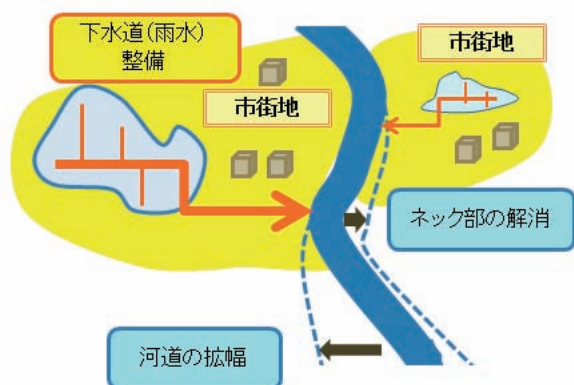 下水道(雨水)
整備
市街地
市街地
ネック部の解消
河道の拡幅